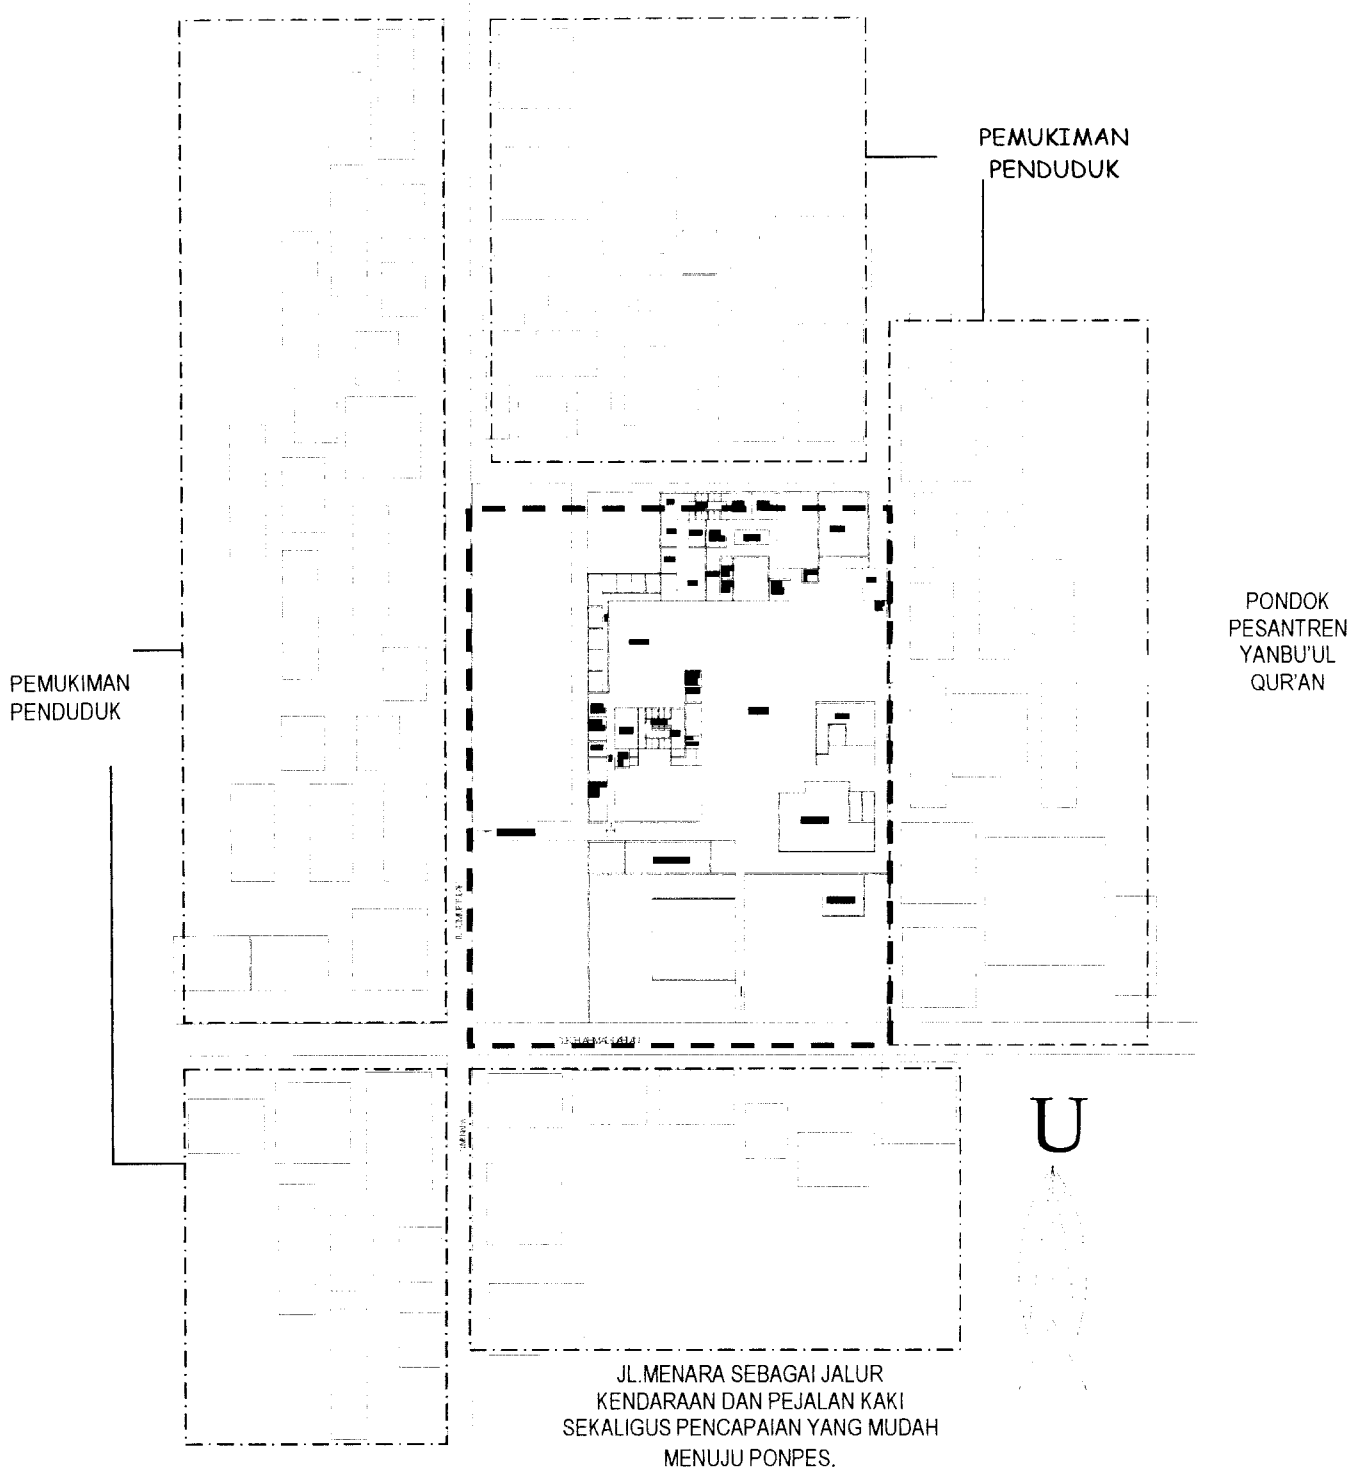 PEMUKIMAN
PENDUDUK
PONDOK
PESANTREN
YANBU'UL
QUR'AN
PEMUKIMAN
PENDUDUK
U
JL.MENARA SEBAGAI JALUR
KENDARAAN DAN PEJALAN KAKI
SEKALIGUS PENCAPAIAN YANG MUDAH
MENUJU PONPES.